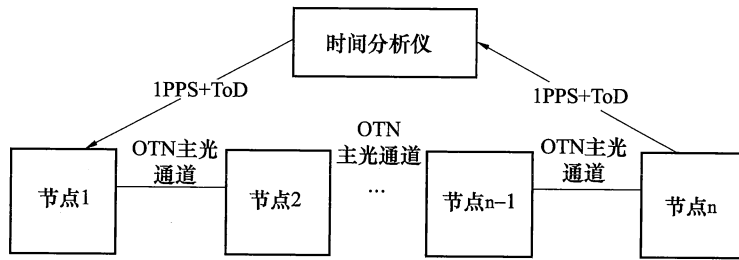 时间分析仪
1PPS+ToD
1PPS+ToD
OTN主光
通道
OTN
主光通道
OTN主光
通道
节点1
节点2
...
节点n-1
节点n